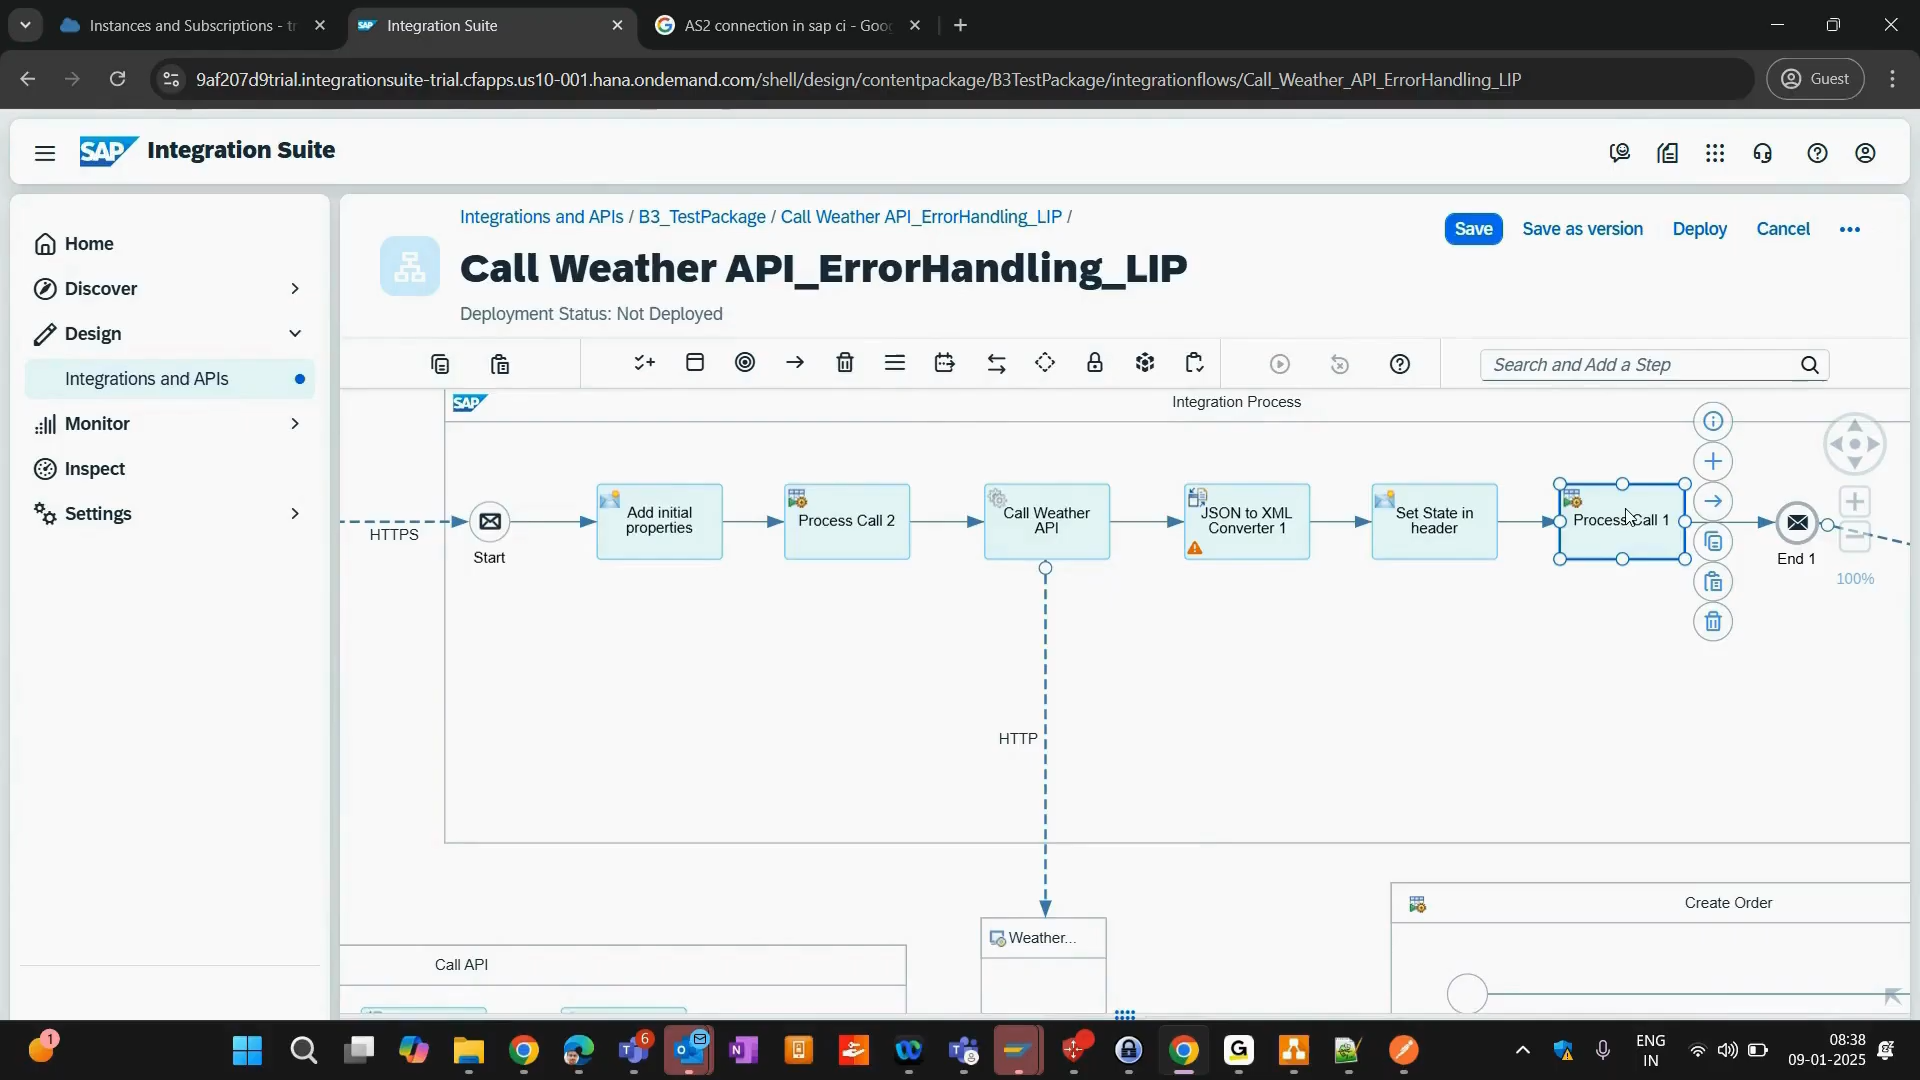 Instances and Subscriptions - tr
Integration Suite
AS2 connection in sap ci - Goo
9af207d9trial.integrationsuite-trial.cfapps.us10-001.hana.ondemand.com/shell/design/contentpackage/B3TestPackage/integrationflows/Call_Weather_API_ErrorHandling_LIP
Guest
SAP Integration Suite
Home
Discover
Design
Integrations and APIs
Monitor
Inspect
Settings
Integrations and APIs / B3_TestPackage / Call Weather API_ErrorHandling_LIP /
Call Weather API_ErrorHandling_LIP
Deployment Status: Not Deployed
Save
Save as version
Deploy
Cancel
Search and Add a Step
SAP
Integration Process
HTTPS
Start
Add initial
properties
Process Call 2
Call Weather
API
JSON to XML
Converter 1
Set State in
header
Process Call 1
End 1
100%
HTTP
Weather...
Call API
Create Order
1
6
ENG
IN
08:38
09-01-2025